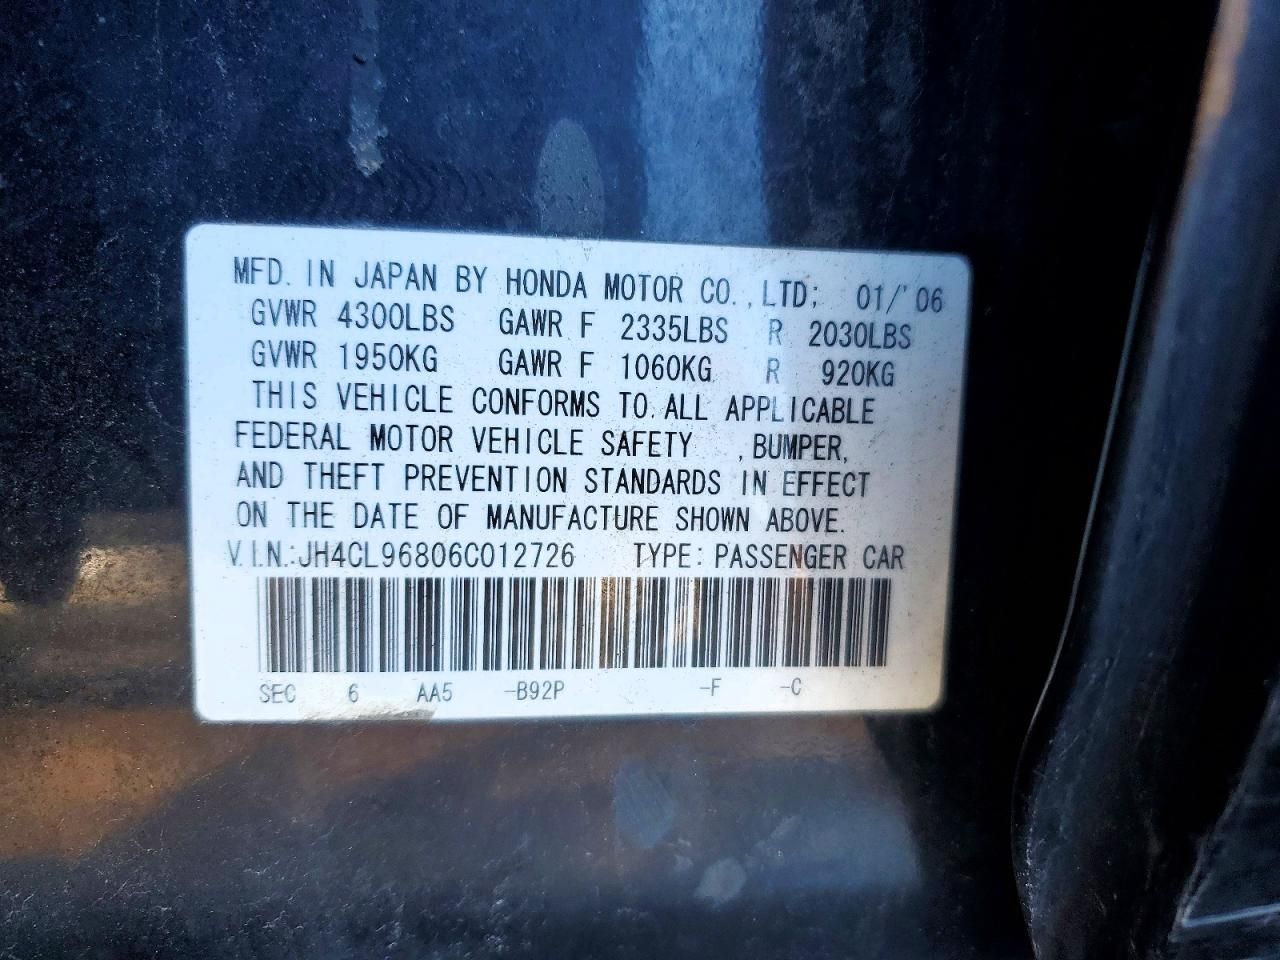 MFD. IN JAPAN BY HONDA MOTOR CO.,LTD; 01/'06
GVWR 4300LBS GAWR F 2335LBS R 2030LBS
GVWR 1950KG GAWR F 1060KG R 920KG
THIS VEHICLE CONFORMS TO ALL APPLICABLE
FEDERAL MOTOR VEHICLE SAFETY ,BUMPER,
AND THEFT PREVENTION STANDARDS IN EFFECT
ON THE DATE OF MANUFACTURE SHOWN ABOVE.
V.I.N.:JH4CL96806C012726 TYPE: PASSENGER CAR
SEC 6 AA5 -B92P -F -C